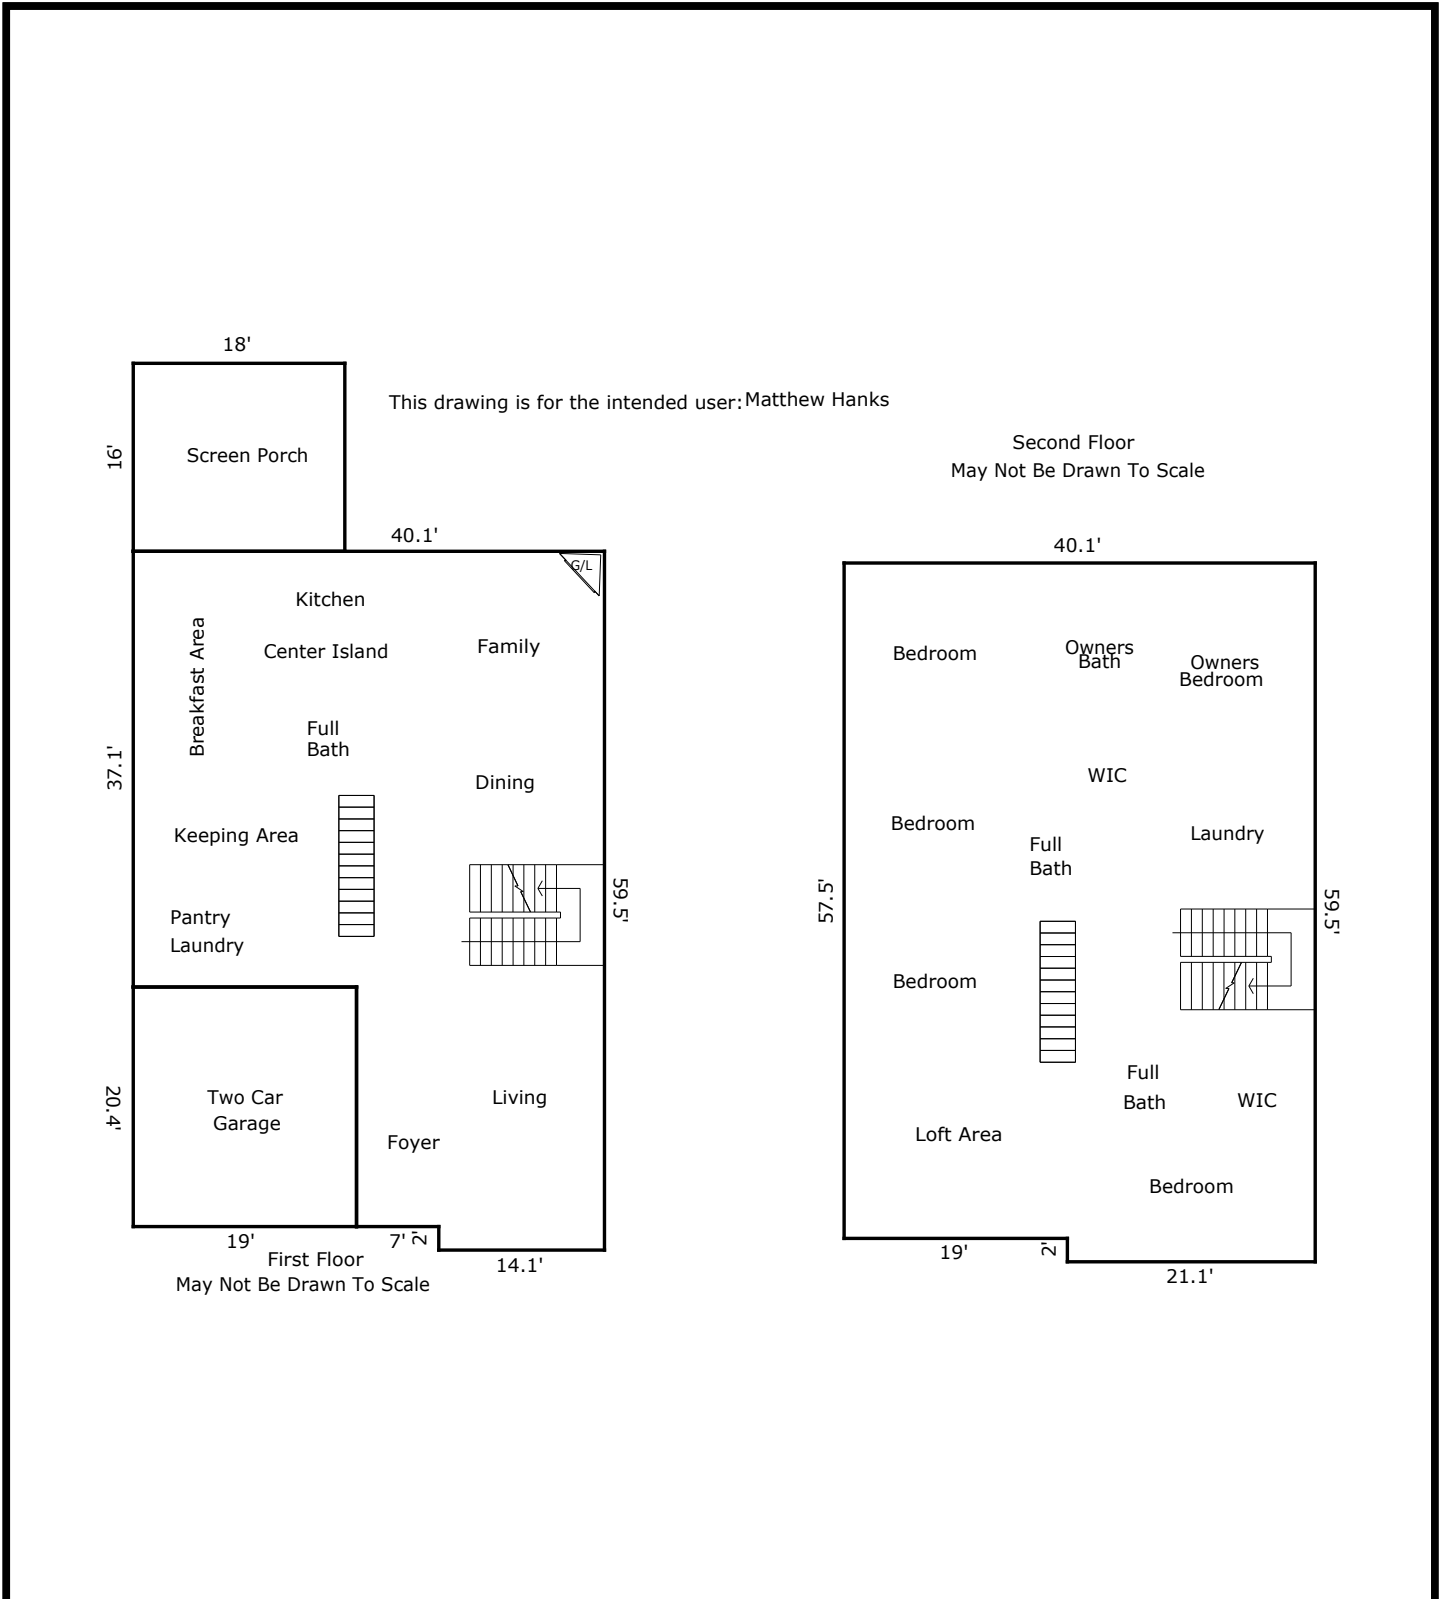 18'
This drawing is for the intended user: Matthew Hanks
Second Floor
May Not Be Drawn To Scale
16'
Screen Porch
40.1'
G/L
Kitchen
Center Island
Family
Breakfast Area
Full
Bath
37.1'
Dining
Keeping Area
59.5'
Pantry
Laundry
20.4'
Two Car
Garage
Living
Foyer
19'
7'
2'
14.1'
First Floor
May Not Be Drawn To Scale
40.1'
Bedroom
Owners
Bath
Owners
Bedroom
WIC
Bedroom
Full
Bath
Laundry
57.5'
59.5'
Bedroom
Full
Bath
WIC
Loft Area
Bedroom
19'
2'
21.1'